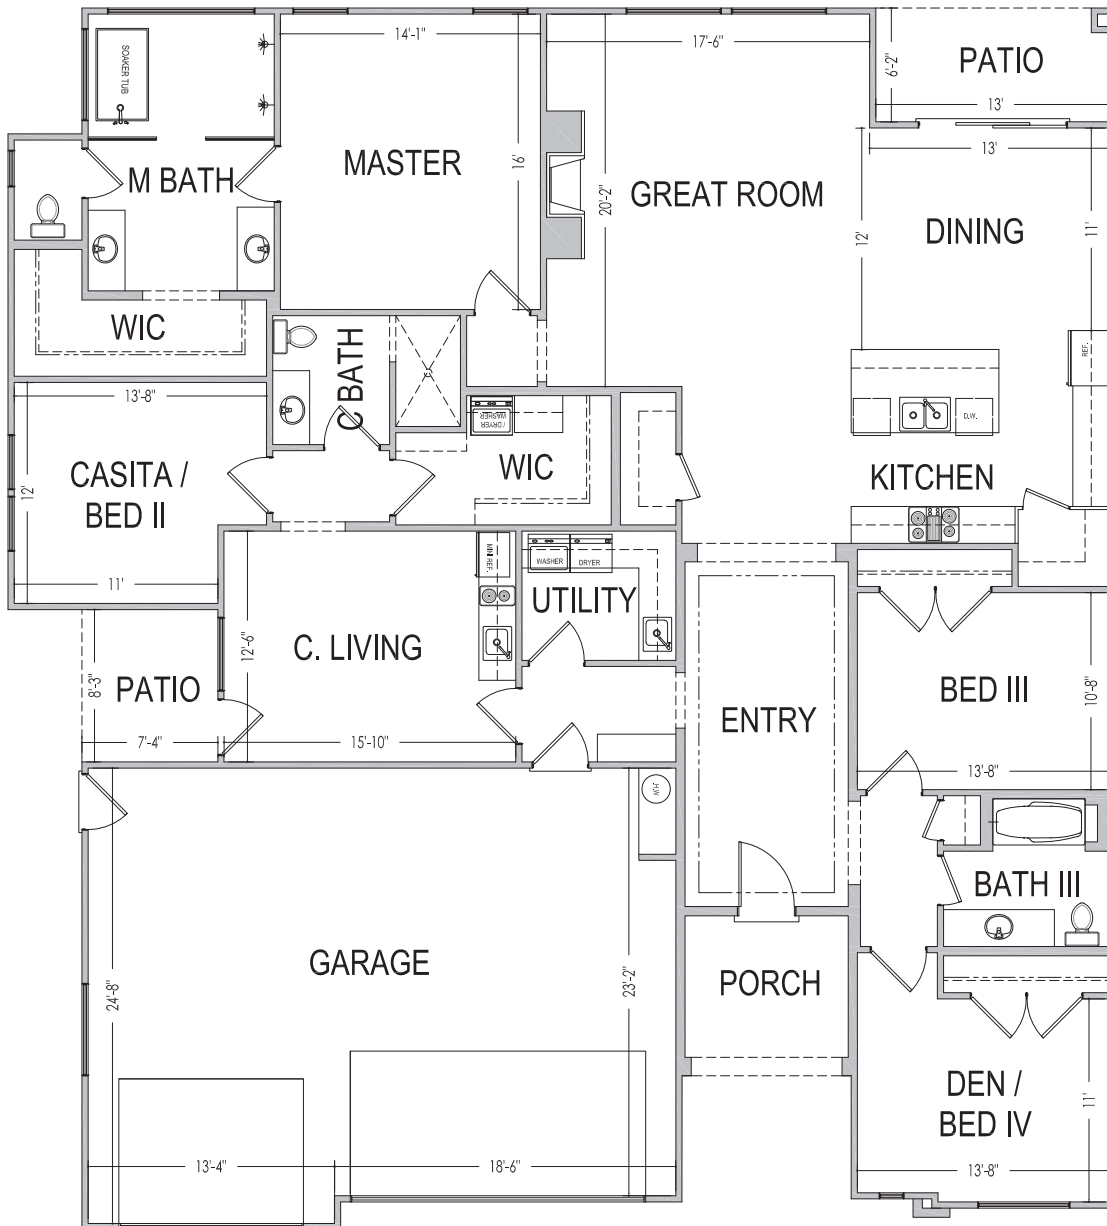 14'-1"
17'-6"
6'-2"
PATIO
13'
SOAKER TUB
13'
M BATH
MASTER
16'
GREAT ROOM
20'-2"
12'
DINING
11'
WIC
C BATH
REF.
13'-8"
WASHER
/ DRYER
D.W.
CASITA /
BED II
12'
WIC
KITCHEN
11'
MINI REF.
WASHER
DRYER
UTILITY
C. LIVING
12'-6"
8'-3"
PATIO
7'-4"
15'-10"
ENTRY
BED III
10'-8"
13'-8"
H.W
BATH III
GARAGE
24'-8"
23'-2"
PORCH
DEN /
BED IV
11'
13'-4"
18'-6"
13'-8"